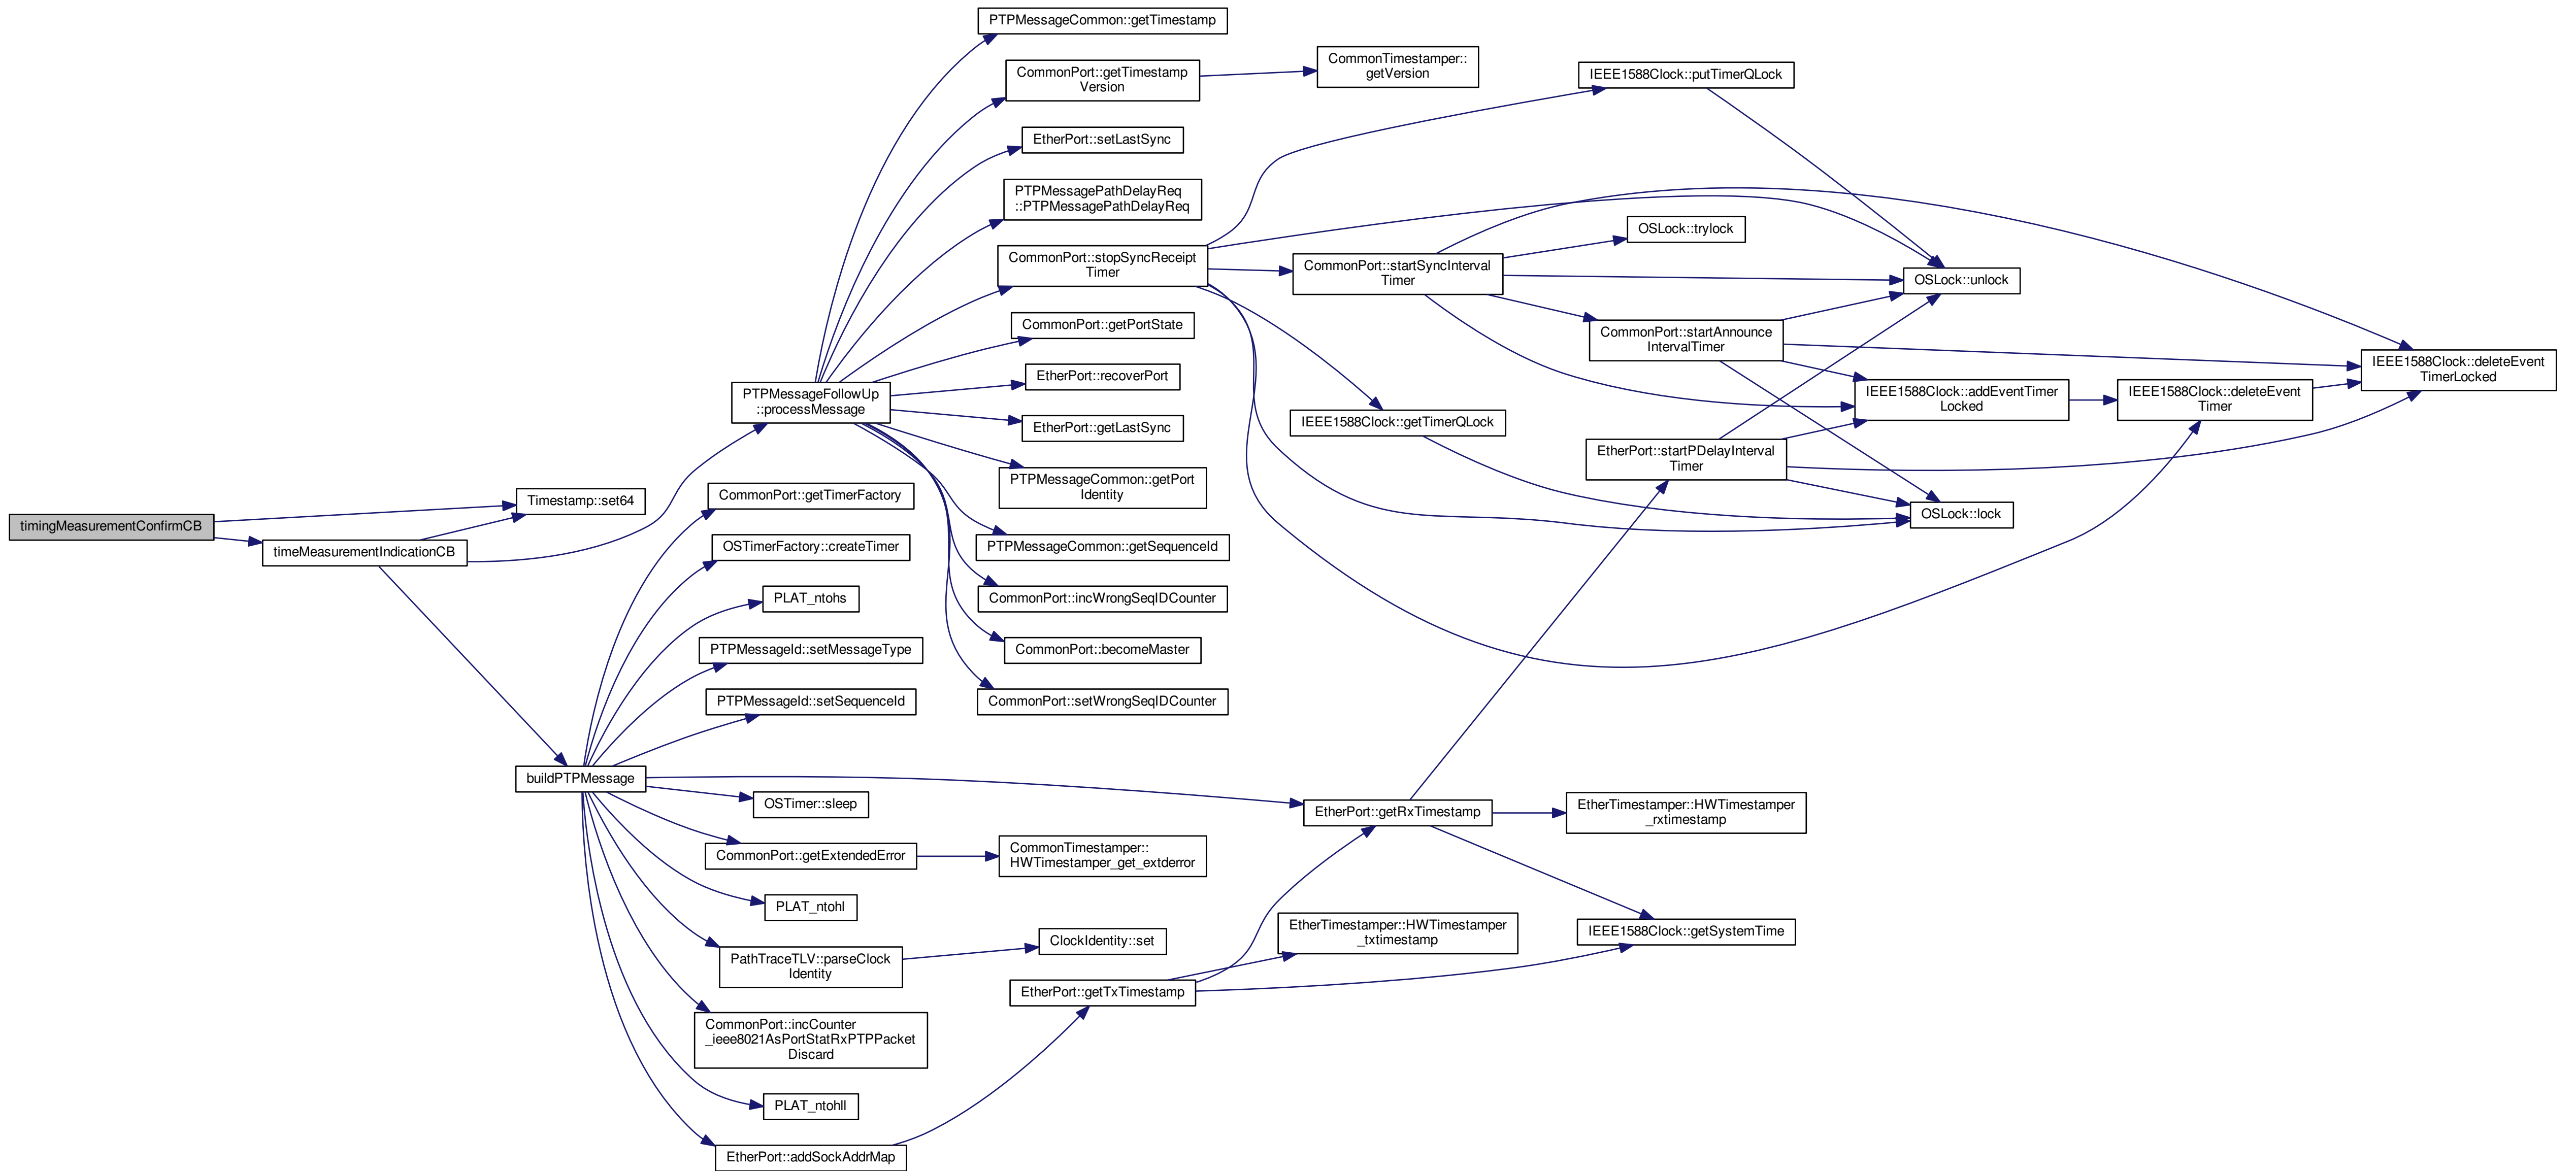 timingMeasurementConfirmCB
Timestamp::set64
timeMeasurementIndicationCB
PTPMessageFollowUp
::processMessage
buildPTPMessage
PTPMessageCommon::getTimestamp
CommonPort::getTimestamp
Version
CommonTimestamper::
getVersion
EtherPort::setLastSync
PTPMessagePathDelayReq
::PTPMessagePathDelayReq
CommonPort::stopSyncReceipt
Timer
CommonPort::getPortState
EtherPort::recoverPort
EtherPort::getLastSync
PTPMessageCommon::getPort
Identity
PTPMessageCommon::getSequenceId
CommonPort::incWrongSeqIDCounter
CommonPort::becomeMaster
CommonPort::setWrongSeqIDCounter
IEEE1588Clock::putTimerQLock
OSLock::trylock
CommonPort::startSyncInterval
Timer
OSLock::unlock
CommonPort::startAnnounce
IntervalTimer
IEEE1588Clock::deleteEvent
TimerLocked
IEEE1588Clock::addEventTimer
Locked
IEEE1588Clock::deleteEvent
Timer
IEEE1588Clock::getTimerQLock
EtherPort::startPDelayInterval
Timer
OSLock::lock
CommonPort::getTimerFactory
OSTimerFactory::createTimer
PLAT_ntohs
PTPMessageId::setMessageType
PTPMessageId::setSequenceId
OSTimer::sleep
CommonPort::getExtendedError
CommonTimestamper::
HWTimestamper_get_extderror
PLAT_ntohl
PathTraceTLV::parseClock
Identity
ClockIdentity::set
CommonPort::incCounter
_ieee8021AsPortStatRxPTPPacket
Discard
PLAT_ntohll
EtherPort::addSockAddrMap
EtherPort::getTxTimestamp
EtherPort::getRxTimestamp
EtherTimestamper::HWTimestamper
_rxtimestamp
EtherTimestamper::HWTimestamper
_txtimestamp
IEEE1588Clock::getSystemTime